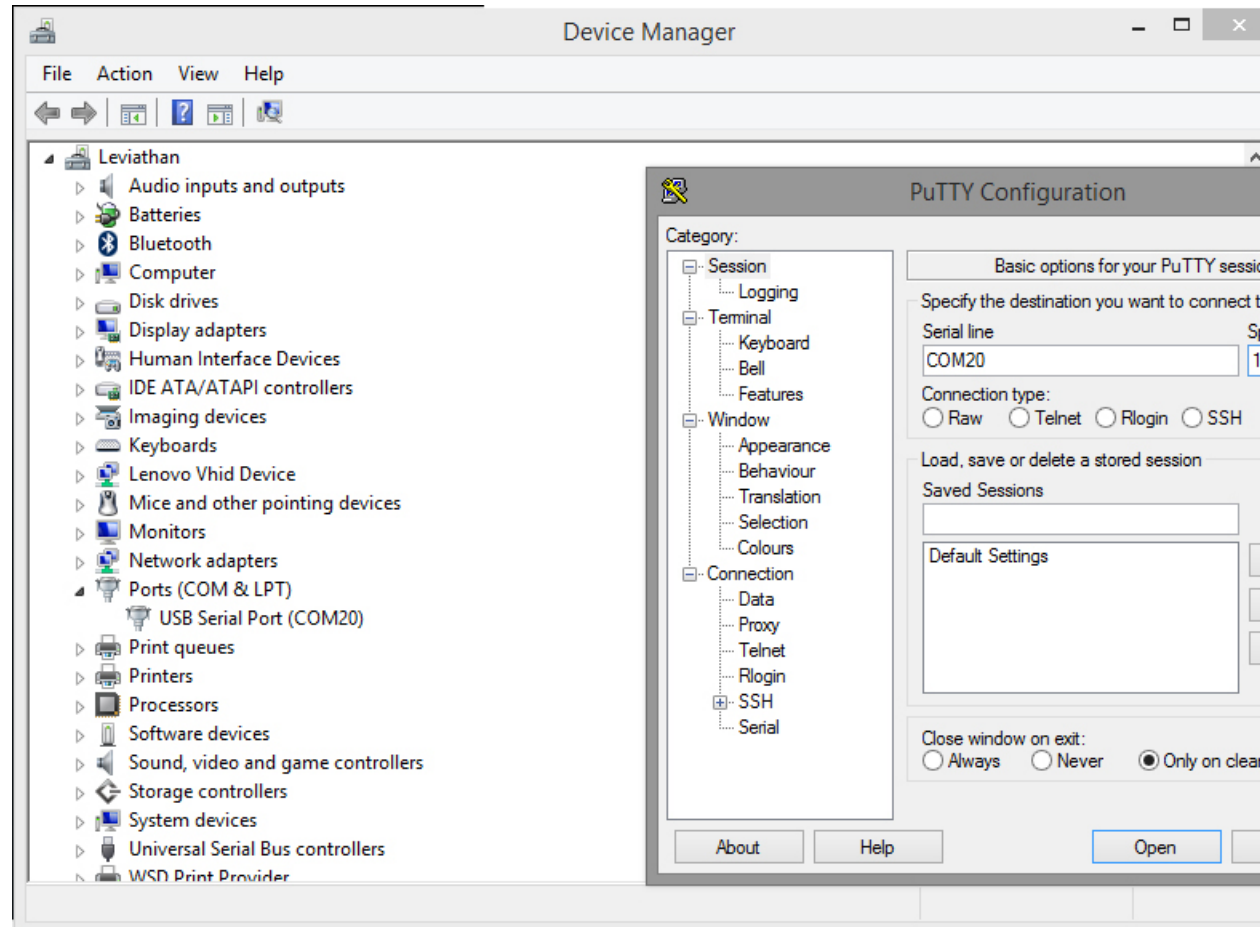 Device Manager
File Action View Help
Leviathan
Audio inputs and outputs
Batteries
Bluetooth
Computer
Disk drives
Display adapters
Human Interface Devices
IDE ATA/ATAPI controllers
Imaging devices
Keyboards
Lenovo Vhid Device
Mice and other pointing devices
Monitors
Network adapters
Ports (COM & LPT)
USB Serial Port (COM20)
Print queues
Printers
Processors
Software devices
Sound, video and game controllers
Storage controllers
System devices
Universal Serial Bus controllers
WSD Print Provider
PuTTY Configuration
Category:
Session
Logging
Terminal
Keyboard
Bell
Features
Window
Appearance
Behaviour
Translation
Selection
Colours
Connection
Data
Proxy
Telnet
Rlogin
SSH
Serial
Basic options for your PuTTY
Specify the destination you want to connect
Serial line
COM20
Connection type:
Raw Telnet Rlogin SSH
Load, save or delete a stored session
Saved Sessions
Default Settings
Close window on exit:
Always Never Only on
About Help Open